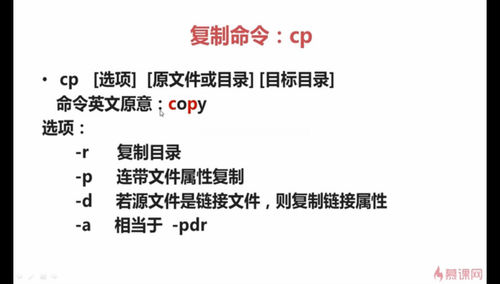 复制命令：cp
• cp [选项] [原文件或目录] [目标目录]
命令英文原意：copy
选项：
-r 复制目录
-p 连带文件属性复制
-d 若源文件是链接文件，则复制链接属性
-a 相当于 -pdr
慕课网